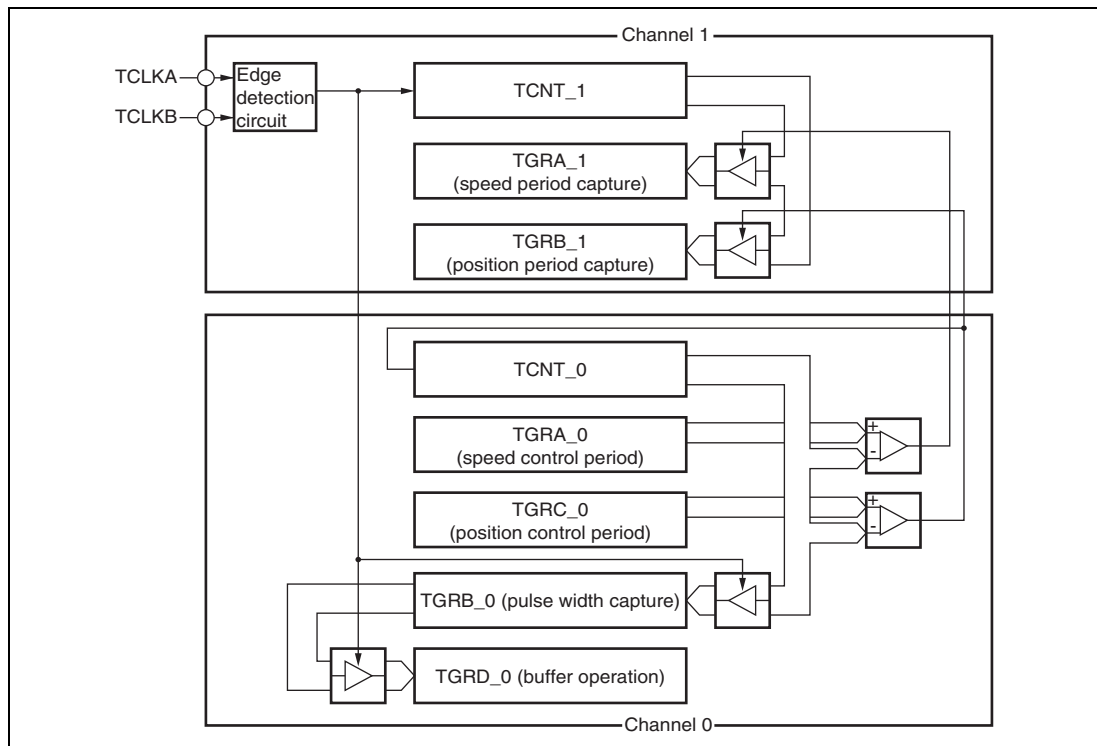 Channel 1
TCLKA
TCLKB
Edge
detection
circuit
TCNT_1
TGRA_1
(speed period capture)
TGRB_1
(position period capture)
TCNT_0
TGRA_0
(speed control period)
+
-
TGRC_0
(position control period)
+
-
TGRB_0 (pulse width capture)
TGRD_0 (buffer operation)
Channel 0